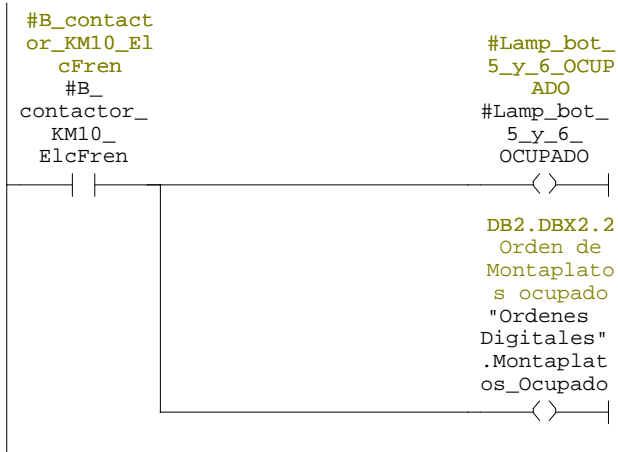 #B_contact
or_KM10_El
cFren
#B_
contactor_
KM10_
ElcFren
#Lamp_bot_
5_y_6_OCUP
ADO
#Lamp_bot_
5_y_6_
OCUPADO
DB2.DBX2.2
Orden de
Montaplato
s ocupado
"Ordenes
Digitales"
.Montaplat
os_Ocupado